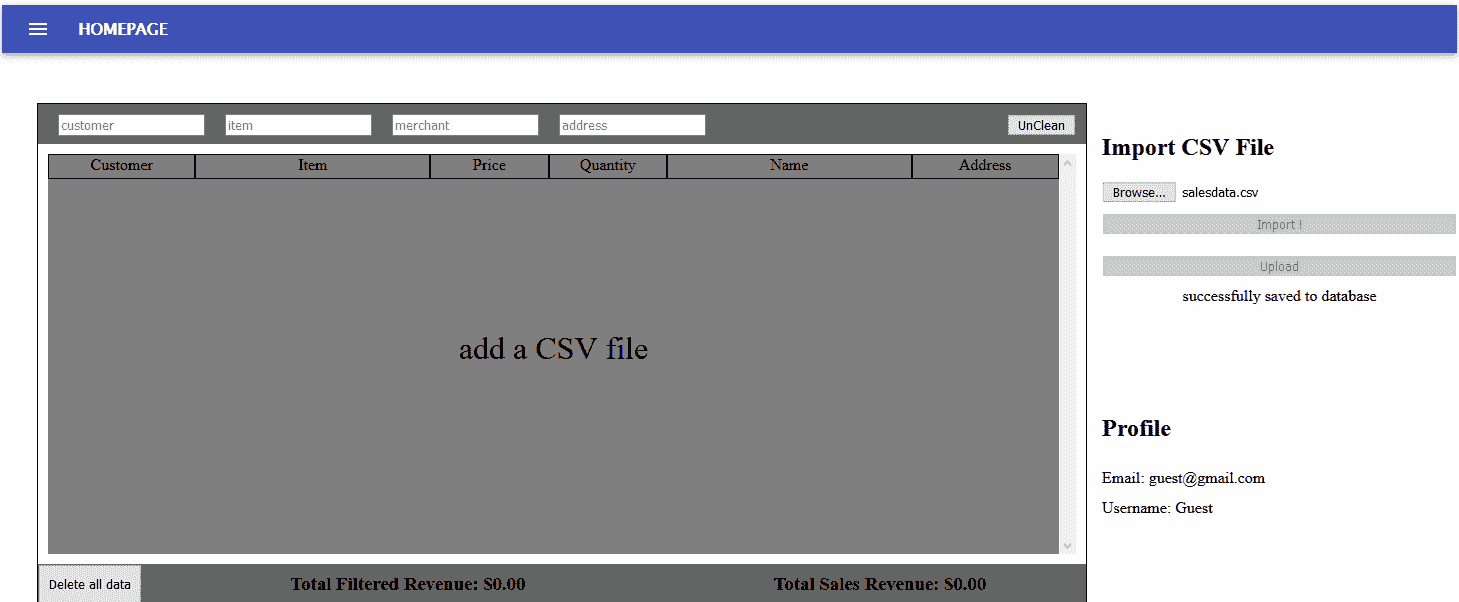 HOMEPAGE
customer item merchant address UnClean
Customer Item Price Quantity Name Address
add a CSV file
Delete all data Total Filtered Revenue: $0.00 Total Sales Revenue: $0.00
Import CSV File
Browse... salesdata.csv
Import !
Upload
successfully saved to database
Profile
Email: guest@gmail.com
Username: Guest